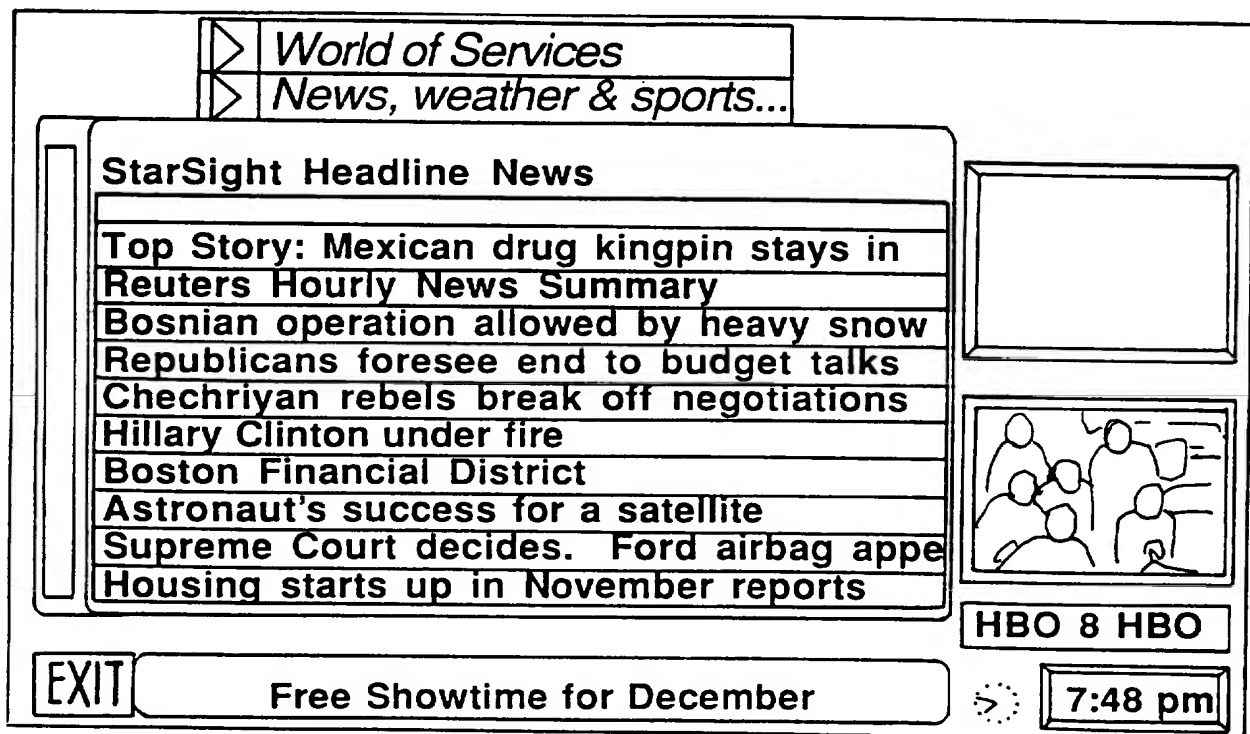 World of Services
News, weather & sports...
StarSight Headline News
Top Story: Mexican drug kingpin stays in
Reuters Hourly News Summary
Bosnian operation allowed by heavy snow
Republicans foresee end to budget talks
Chechriyan rebels break off negotiations
Hillary Clinton under fire
Boston Financial District
Astronaut's success for a satellite
Supreme Court decides. Ford airbag appe
Housing starts up in November reports
HBO 8 HBO
EXIT
Free Showtime for December
7:48 pm